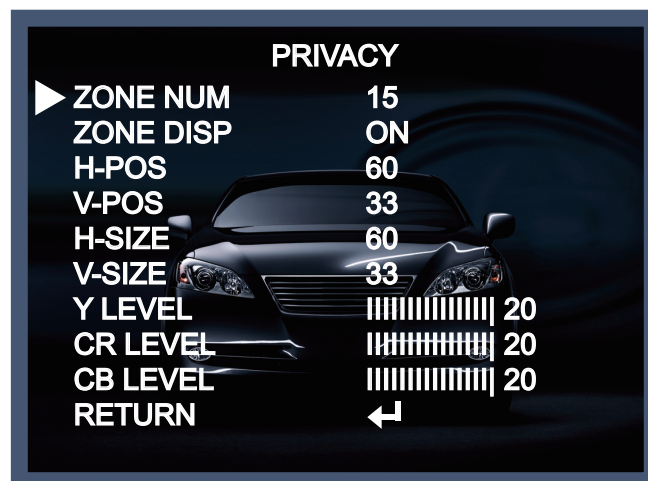 PRIVACY
ZONE NUM 15
ZONE DISP ON
H-POS 60
V-POS 33
H-SIZE 60
V-SIZE 33
Y LEVEL 20
CR LEVEL 20
CB LEVEL 20
RETURN